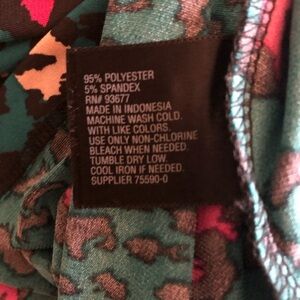 95% POLYESTER
5% SPANDEX
RN# 93677
MADE IN INDONESIA
MACHINE WASH COLD.
WITH LIKE COLORS.
USE ONLY NON-CHLORINE
BLEACH WHEN NEEDED.
TUMBLE DRY LOW.
COOL IRON IF NEEDED.
SUPPLIER 75590-0